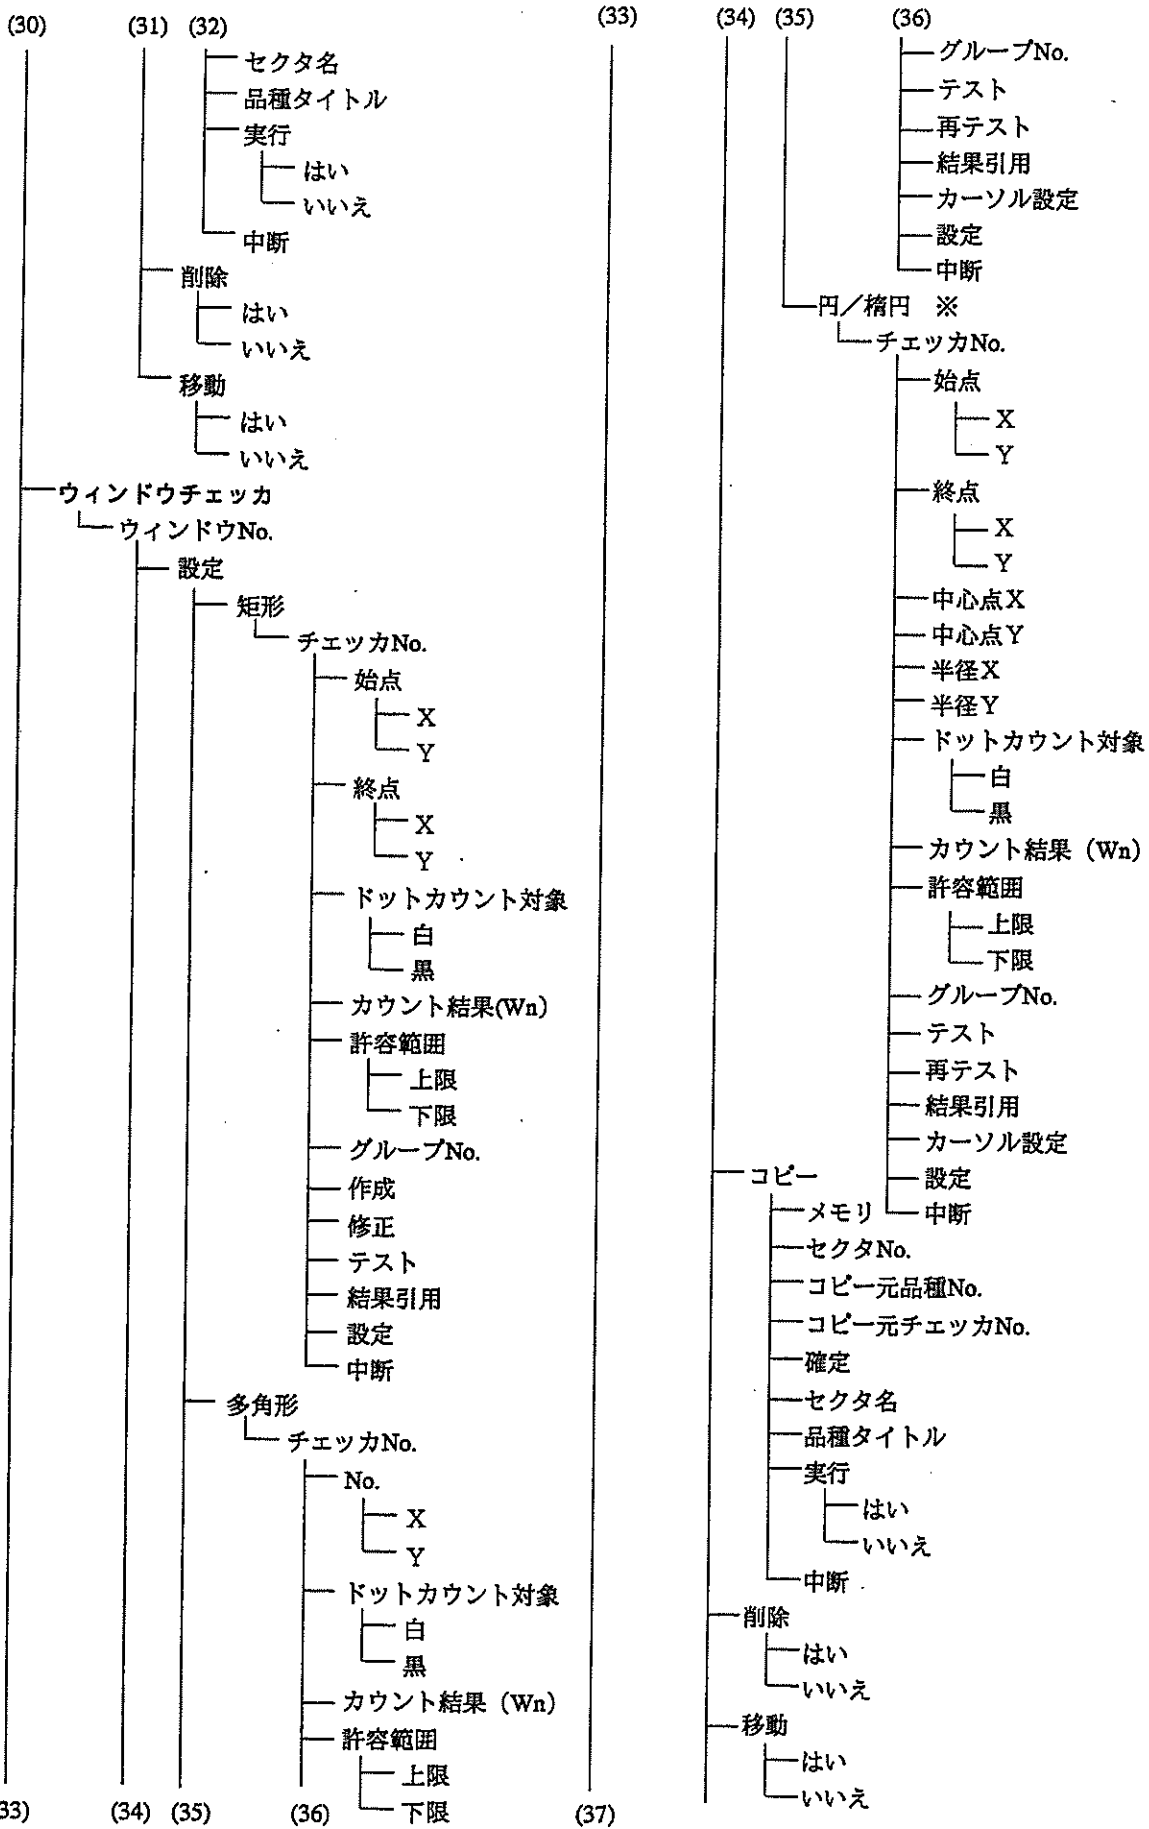 (30) (31) (32)
セクタ名
品種タイトル
実行
はい
いいえ
中断
削除
はい
いいえ
移動
はい
いいえ
ウィンドウチェッカ
ウィンドウNo.
設定
矩形
チェッカNo.
始点
X
Y
終点
X
Y
ドットカウント対象
白
黒
カウント結果(Wn)
許容範囲
上限
下限
グループNo.
作成
修正
テスト
結果引用
設定
中断
多角形
チェッカNo.
No.
X
Y
ドットカウント対象
白
黒
カウント結果（Wn）
許容範囲
上限
下限
33) (34) (35) (36)
(33) (34) (35) (36)
グループNo.
テスト
再テスト
結果引用
カーソル設定
設定
中断
円／楕円 ※
チェッカNo.
始点
X
Y
終点
X
Y
中心点X
中心点Y
半径X
半径Y
ドットカウント対象
白
黒
カウント結果（Wn）
許容範囲
上限
下限
グループNo.
テスト
再テスト
結果引用
カーソル設定
設定
中断
コピー
メモリ
セクタNo.
コピー元品種No.
コピー元チェッカNo.
確定
セクタ名
品種タイトル
実行
はい
いいえ
中断
削除
はい
いいえ
移動
はい
いいえ
(37)